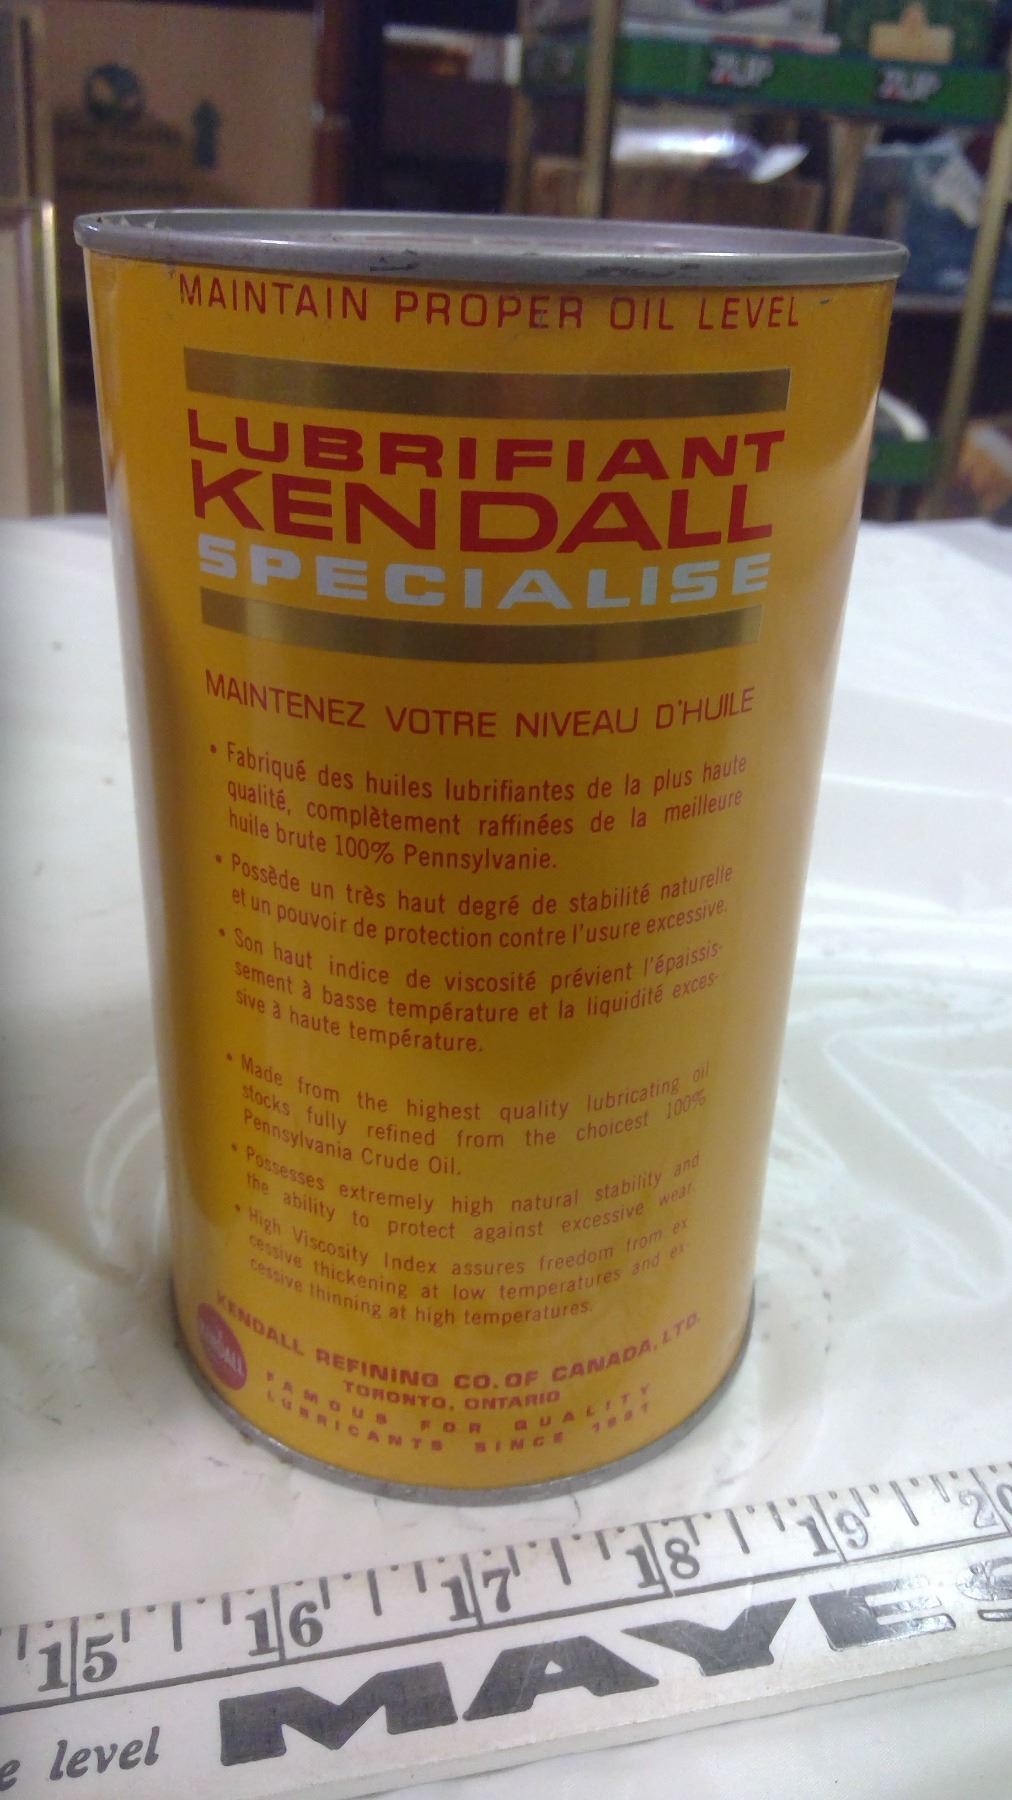 7UP 7UP
MAINTAIN PROPER OIL LEVEL
LUBRIFIANT
KENDALL
SPECIALISE
MAINTENEZ VOTRE NIVEAU D'HUILE
• Fabriqué des huiles lubrifiantes de la plus haute
qualité, complètement raffinées de la meilleure
huile brute 100% Pennsylvanie.
• Possède un très haut degré de stabilité naturelle
et un pouvoir de protection contre l'usure excessive.
• Son haut indice de viscosité prévient l'épaissis-
sement à basse température et la liquidité exces-
sive à haute température.
• Made from the highest quality lubricating oil
stocks fully refined from the choicest 100%
Pennsylvania Crude Oil.
• Possesses extremely high natural stability and
the ability to protect against excessive wear.
• High Viscosity Index assures freedom from ex
cessive thickening at low temperatures and ex-
cessive thinning at high temperatures.
KENDALL
KENDALL REFINING CO. OF CANADA, LTD.
TORONTO, ONTARIO
FAMOUS FOR QUALITY
LUBRICANTS SINCE 1881
15 16 17 18 19 20
level MAYES